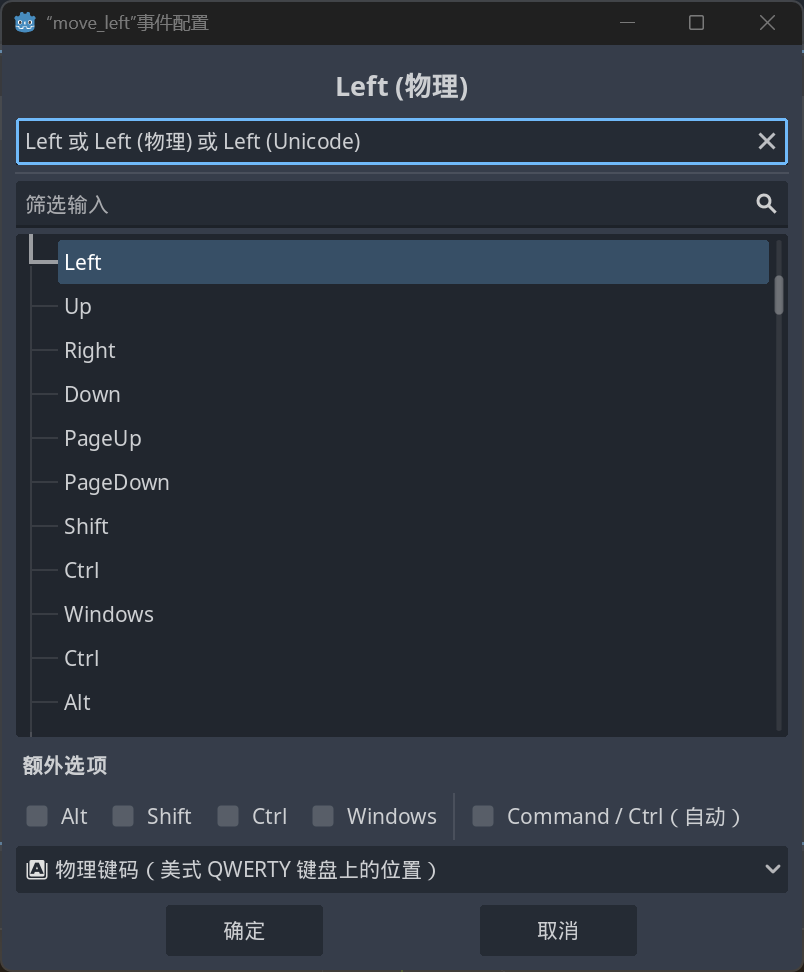 “move_left”事件配置
Left (物理)
Left 或 Left (物理) 或 Left (Unicode)
筛选输入
Left
Up
Right
Down
PageUp
PageDown
Shift
Ctrl
Windows
Ctrl
Alt
额外选项
Alt Shift Ctrl Windows Command / Ctrl（自动）
物理键码（美式 QWERTY 键盘上的位置）
确定 取消